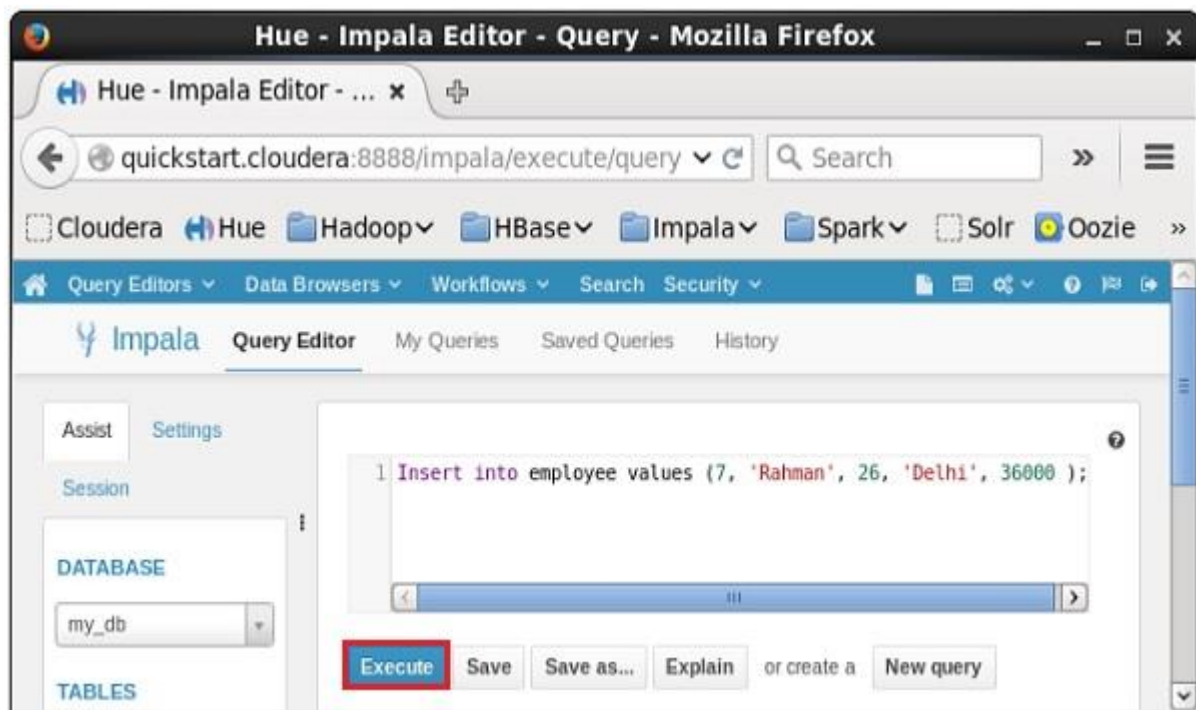 Hue - Impala Editor - Query - Mozilla Firefox
Hue - Impala Editor - ...
quickstart.cloudera:8888/impala/execute/query
Search
Cloudera Hue Hadoop HBase Impala Spark Solr Oozie »
Query Editors Data Browsers Workflows Search Security
Impala Query Editor My Queries Saved Queries History
Assist Settings
Session
1 Insert into employee values (7, 'Rahman', 26, 'Delhi', 36000 );
DATABASE
my_db
Execute Save Save as... Explain or create a New query
TABLES